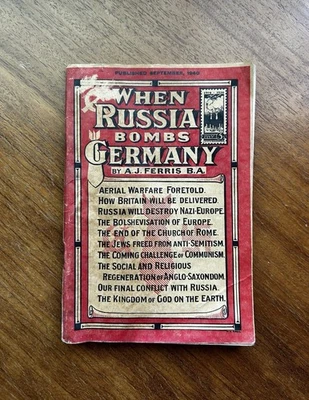 PUBLISHED SEPTEMBER, 1940
WHEN
RUSSIA
BOMBS
GERMANY
BY A.J. FERRIS B.A.
AERIAL WARFARE FORETOLD.
HOW BRITAIN WILL BE DELIVERED.
RUSSIA WILL DESTROY NAZI-EUROPE.
THE BOLSHEVISATION OF EUROPE.
THE END OF THE CHURCH OF ROME.
THE JEWS FREED FROM ANTI-SEMITISM.
THE COMING CHALLENGE OF COMMUNISM.
THE SOCIAL AND RELIGIOUS
REGENERATION OF ANGLO-SAXONDOM.
OUR FINAL CONFLICT WITH RUSSIA.
THE KINGDOM OF GOD ON THE EARTH.